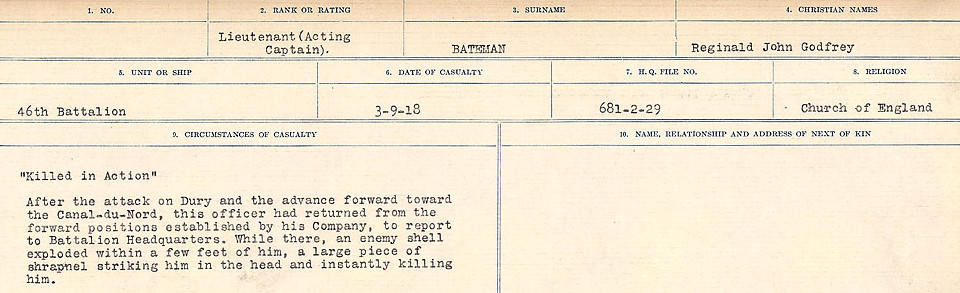 1. NO.
2. RANK OR RATING
3. SURNAME
4. CHRISTIAN NAMES
Lieutenant(Acting
Captain).
BATEMAN
Reginald John Godfrey
5. UNIT OR SHIP
6. DATE OF CASUALTY
7. H.Q. FILE NO.
8. RELIGION
46th Battalion
3-9-18
681-2-29
Church of England
9. CIRCUMSTANCES OF CASUALTY
10. NAME, RELATIONSHIP AND ADDRESS OF NEXT OF KIN
"Killed in Action"
After the attack on Dury and the advance forward toward
the Canal-du-Nord, this officer had returned from the
forward positions established by his Company, to report
to Battalion Headquarters. While there, an enemy shell
exploded within a few feet of him, a large piece of
shrapnel striking him in the head and instantly killing
him.